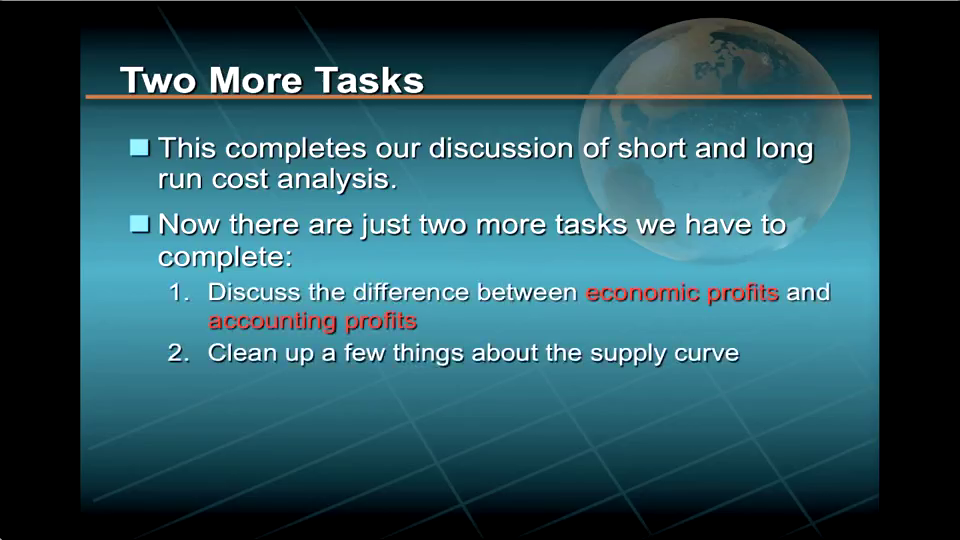 Two More Tasks
This completes our discussion of short and long
run cost analysis.
Now there are just two more tasks we have to
complete:
1. Discuss the difference between economic profits and
accounting profits
2. Clean up a few things about the supply curve